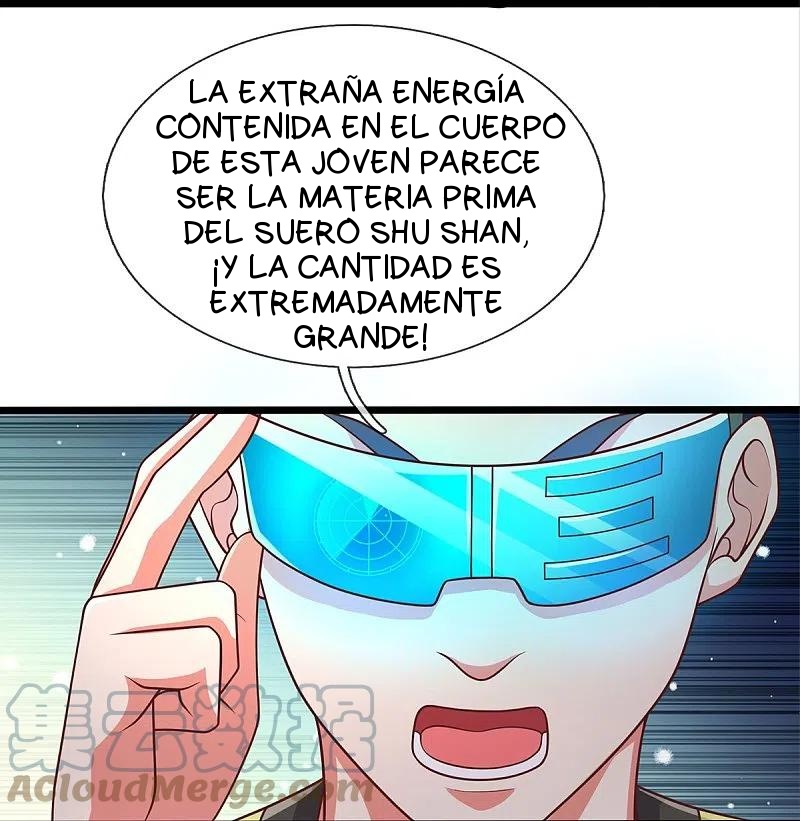 LA EXTRAÑA ENERGÍA
CONTENIDA EN EL CUERPO
DE ESTA JOVEN PARECE
SER LA MATERIA PRIMA
DEL SUERO SHU SHAN,
¡Y LA CANTIDAD ES
EXTREMADAMENTE
GRANDE!
集云数据
ACloudMerge.com